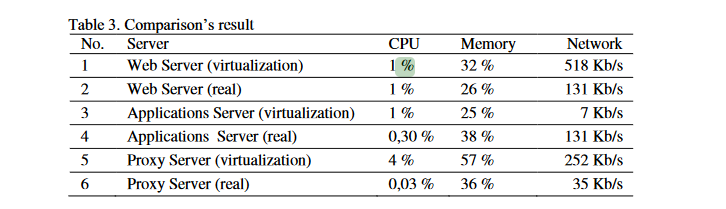 Table 3. Comparison's result
No. Server CPU Memory Network
1 Web Server (virtualization) 1 % 32 % 518 Kb/s
2 Web Server (real) 1 % 26 % 131 Kb/s
3 Applications Server (virtualization) 1 % 25 % 7 Kb/s
4 Applications Server (real) 0,30 % 38 % 131 Kb/s
5 Proxy Server (virtualization) 4 % 57 % 252 Kb/s
6 Proxy Server (real) 0,03 % 36 % 35 Kb/s